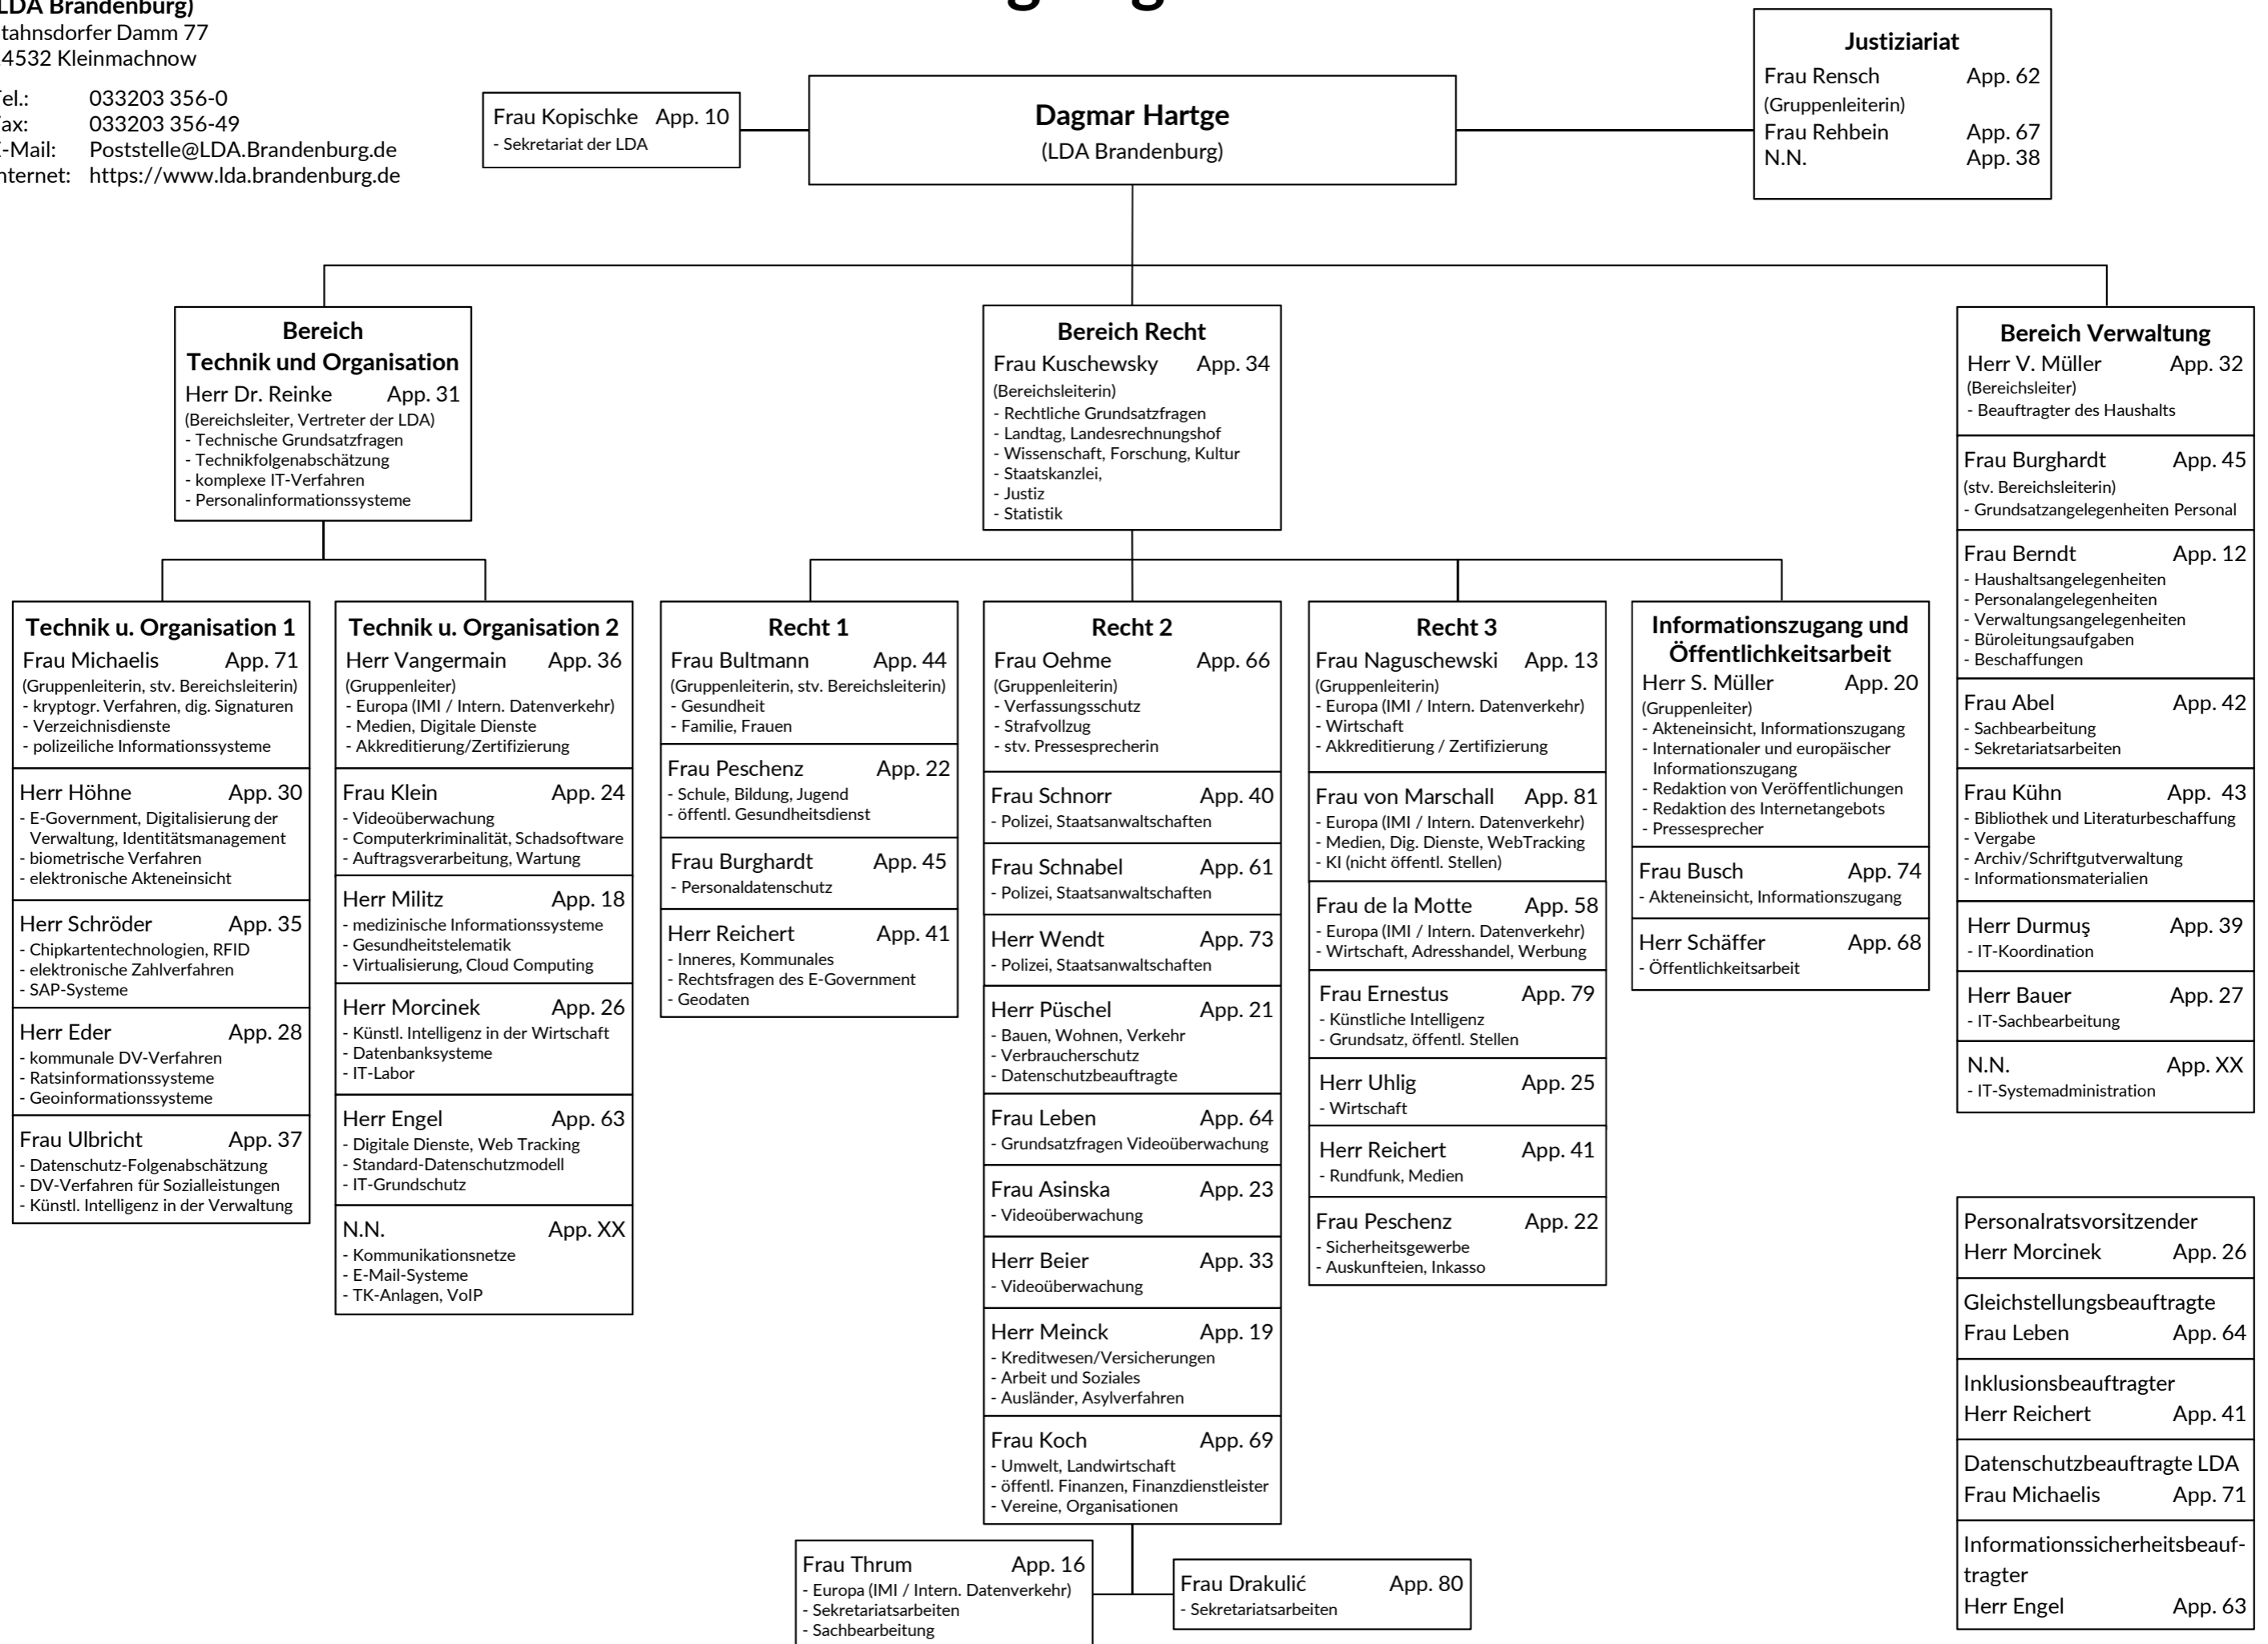 LDA Brandenburg)
tahnsdorfer Damm 77
4532 Kleinmachnow
el.: 033203 356-0
ax: 033203 356-49
-Mail: Poststelle@LDA.Brandenburg.de
nternet: https://www.lda.brandenburg.de
Frau Kopischke App. 10
- Sekretariat der LDA
Dagmar Hartge
(LDA Brandenburg)
Justiziariat
Frau Rensch App. 62
(Gruppenleiterin)
Frau Rehbein App. 67
N.N. App. 38
Bereich
Technik und Organisation
Herr Dr. Reinke App. 31
(Bereichsleiter, Vertreter der LDA)
- Technische Grundsatzfragen
- Technikfolgenabschätzung
- komplexe IT-Verfahren
- Personalinformationssysteme
Bereich Recht
Frau Kuschewsky App. 34
(Bereichsleiterin)
- Rechtliche Grundsatzfragen
- Landtag, Landesrechnungshof
- Wissenschaft, Forschung, Kultur
- Staatskanzlei,
- Justiz
- Statistik
Bereich Verwaltung
Herr V. Müller App. 32
(Bereichsleiter)
- Beauftragter des Haushalts
Frau Burghardt App. 45
(stv. Bereichsleiterin)
- Grundsatzangelegenheiten Personal
Frau Berndt App. 12
- Haushaltsangelegenheiten
- Personalangelegenheiten
- Verwaltungsangelegenheiten
- Büroleitungsaufgaben
- Beschaffungen
Frau Abel App. 42
- Sachbearbeitung
- Sekretariatsarbeiten
Frau Kühn App. 43
- Bibliothek und Literaturbeschaffung
- Vergabe
- Archiv/Schriftgutverwaltung
- Informationsmaterialien
Herr Durmuş App. 39
- IT-Koordination
Herr Bauer App. 27
- IT-Sachbearbeitung
N.N. App. XX
- IT-Systemadministration
Technik u. Organisation 1
Frau Michaelis App. 71
(Gruppenleiterin, stv. Bereichsleiterin)
- kryptogr. Verfahren, dig. Signaturen
- Verzeichnisdienste
- polizeiliche Informationssysteme
Herr Höhne App. 30
- E-Government, Digitalisierung der
Verwaltung, Identitätsmanagement
- biometrische Verfahren
- elektronische Akteneinsicht
Herr Schröder App. 35
- Chipkartentechnologien, RFID
- elektronische Zahlverfahren
- SAP-Systeme
Herr Eder App. 28
- kommunale DV-Verfahren
- Ratsinformationssysteme
- Geoinformationssysteme
Frau Ulbricht App. 37
- Datenschutz-Folgenabschätzung
- DV-Verfahren für Sozialleistungen
- Künstl. Intelligenz in der Verwaltung
Technik u. Organisation 2
Herr Vangermain App. 36
(Gruppenleiter)
- Europa (IMI / Intern. Datenverkehr)
- Medien, Digitale Dienste
- Akkreditierung/Zertifizierung
Frau Klein App. 24
- Videoüberwachung
- Computerkriminalität, Schadsoftware
- Auftragsverarbeitung, Wartung
Herr Militz App. 18
- medizinische Informationssysteme
- Gesundheitstelematik
- Virtualisierung, Cloud Computing
Herr Morcinek App. 26
- Künstl. Intelligenz in der Wirtschaft
- Datenbanksysteme
- IT-Labor
Herr Engel App. 63
- Digitale Dienste, Web Tracking
- Standard-Datenschutzmodell
- IT-Grundschutz
N.N. App. XX
- Kommunikationsnetze
- E-Mail-Systeme
- TK-Anlagen, VoIP
Recht 1
Frau Bultmann App. 44
(Gruppenleiterin, stv. Bereichsleiterin)
- Gesundheit
- Familie, Frauen
Frau Peschenz App. 22
- Schule, Bildung, Jugend
- öffentl. Gesundheitsdienst
Frau Burghardt App. 45
- Personaldatenschutz
Herr Reichert App. 41
- Inneres, Kommunales
- Rechtsfragen des E-Government
- Geodaten
Recht 2
Frau Oehme App. 66
(Gruppenleiterin)
- Verfassungsschutz
- Strafvollzug
- stv. Pressesprecherin
Frau Schnorr App. 40
- Polizei, Staatsanwaltschaften
Frau Schnabel App. 61
- Polizei, Staatsanwaltschaften
Herr Wendt App. 73
- Polizei, Staatsanwaltschaften
Herr Püschel App. 21
- Bauen, Wohnen, Verkehr
- Verbraucherschutz
- Datenschutzbeauftragte
Frau Leben App. 64
- Grundsatzfragen Videoüberwachung
Frau Asinska App. 23
- Videoüberwachung
Herr Beier App. 33
- Videoüberwachung
Herr Meinck App. 19
- Kreditwesen/Versicherungen
- Arbeit und Soziales
- Ausländer, Asylverfahren
Frau Koch App. 69
- Umwelt, Landwirtschaft
- öffentl. Finanzen, Finanzdienstleister
- Vereine, Organisationen
Recht 3
Frau Naguschewski App. 13
(Gruppenleiterin)
- Europa (IMI / Intern. Datenverkehr)
- Wirtschaft
- Akkreditierung / Zertifizierung
Frau von Marschall App. 81
- Europa (IMI / Intern. Datenverkehr)
- Medien, Dig. Dienste, WebTracking
- KI (nicht öffentl. Stellen)
Frau de la Motte App. 58
- Europa (IMI / Intern. Datenverkehr)
- Wirtschaft, Adresshandel, Werbung
Frau Ernestus App. 79
- Künstliche Intelligenz
- Grundsatz, öffentl. Stellen
Herr Uhlig App. 25
- Wirtschaft
Herr Reichert App. 41
- Rundfunk, Medien
Frau Peschenz App. 22
- Sicherheitsgewerbe
- Auskunfteien, Inkasso
Informationszugang und
Öffentlichkeitsarbeit
Herr S. Müller App. 20
(Gruppenleiter)
- Akteneinsicht, Informationszugang
- Internationaler und europäischer
Informationszugang
- Redaktion von Veröffentlichungen
- Redaktion des Internetangebots
- Pressesprecher
Frau Busch App. 74
- Akteneinsicht, Informationszugang
Herr Schäffer App. 68
- Öffentlichkeitsarbeit
Frau Thrum App. 16
- Europa (IMI / Intern. Datenverkehr)
- Sekretariatsarbeiten
- Sachbearbeitung
Frau Drakulić App. 80
- Sekretariatsarbeiten
Personalratsvorsitzender
Herr Morcinek App. 26
Gleichstellungsbeauftragte
Frau Leben App. 64
Inklusionsbeauftragter
Herr Reichert App. 41
Datenschutzbeauftragte LDA
Frau Michaelis App. 71
Informationssicherheitsbeauf-
tragter
Herr Engel App. 63